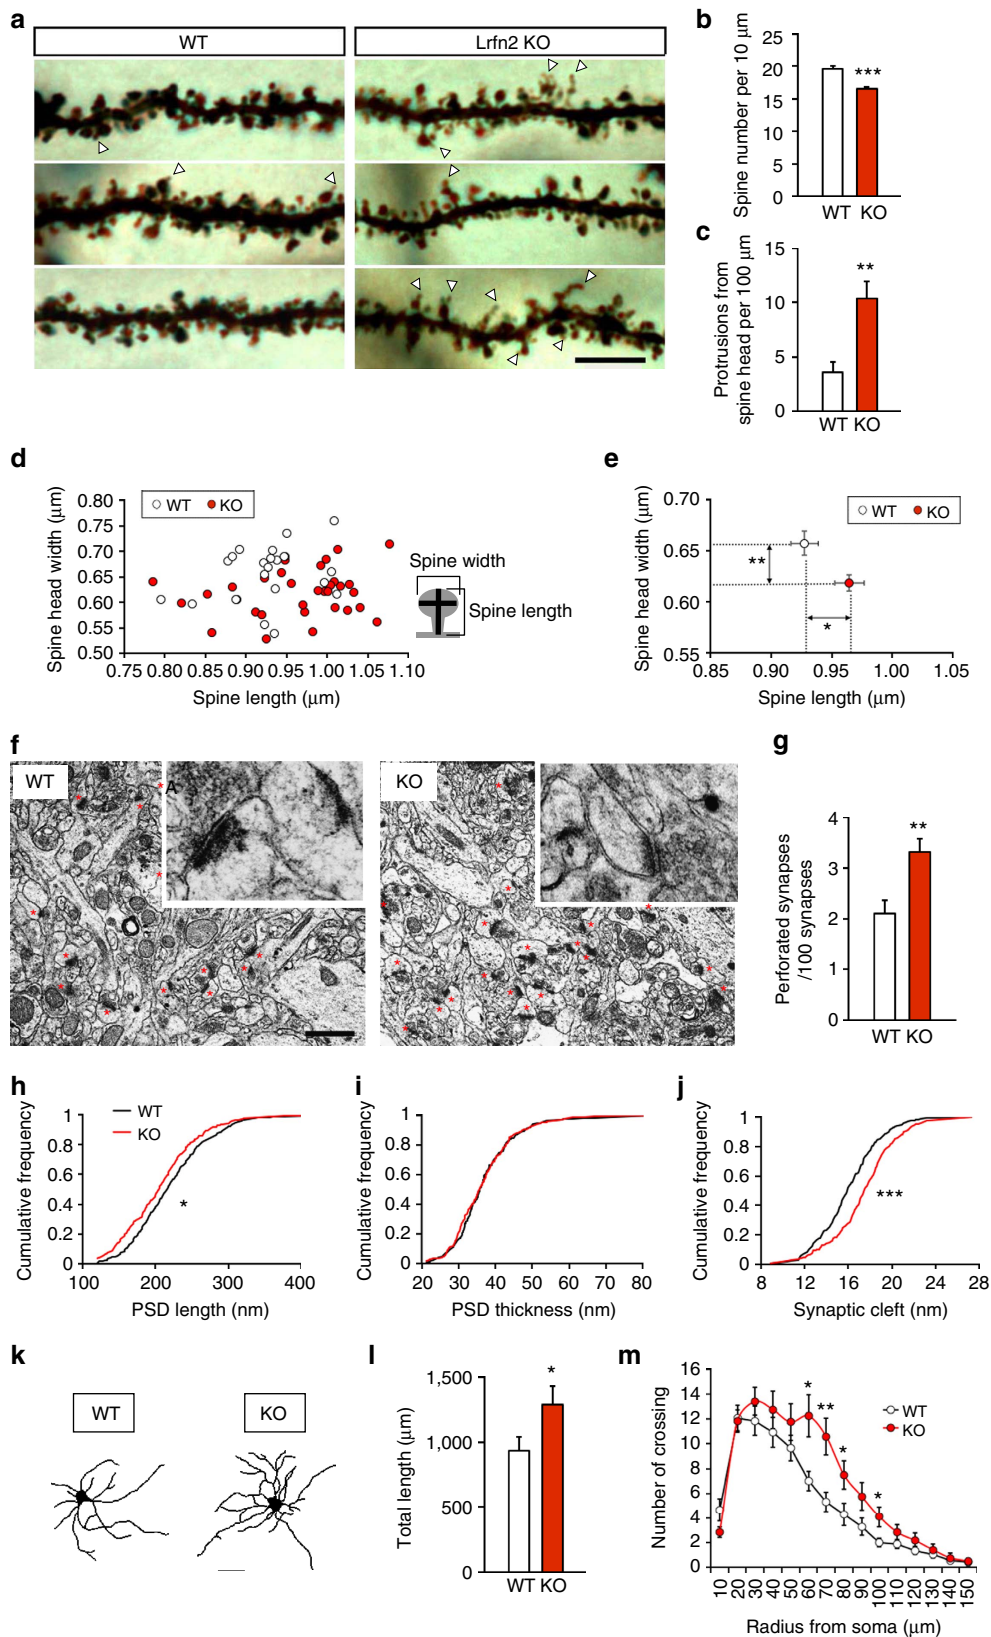 a
WT
Lrfn2 KO
b
Spine number per 10 μm
25
20
15
10
5
0
***
WT KO
c
Protrusions from
spine head per 100 μm
15
10
5
0
**
WT KO
d
Spine head width (μm)
0.80
0.75
0.70
0.65
0.60
0.55
0.50
WT KO
0.75 0.80 0.85 0.90 0.95 1.00 1.05 1.10
Spine length (μm)
Spine width
Spine length
e
Spine head width (μm)
0.70
0.65
0.60
0.55
WT KO
**
*
0.85 0.90 0.95 1.00 1.05
Spine length (μm)
f
WT
A
KO
g
Perforated synapses
/100 synapses
4
3
2
1
0
**
WT KO
h
Cumulative frequency
1
0.8
0.6
0.4
0.2
0
WT
KO
*
100 200 300 400
PSD length (nm)
i
Cumulative frequency
1
0.8
0.6
0.4
0.2
0
20 30 40 50 60 70 80
PSD thickness (nm)
j
Cumulative frequency
1
0.8
0.6
0.4
0.2
0
***
8 12 16 20 24 28
Synaptic cleft (nm)
k
WT
KO
l
Total length (μm)
1,500
1,000
500
0
*
WT KO
m
Number of crossing
16
14
12
10
8
6
4
2
0
* ** * *
WT
KO
10 20 30 40 50 60 70 80 90 100 110 120 130 140 150
Radius from soma (μm)